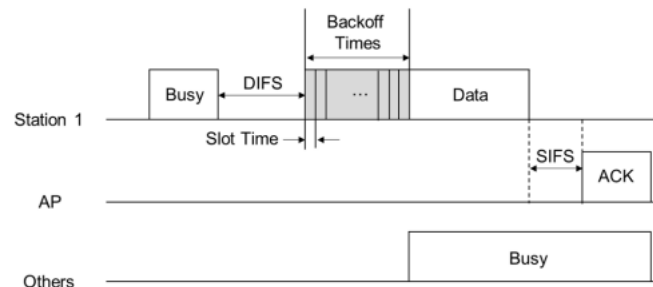 Backoff
Times
DIFS
Busy
...
Data
Station 1
Slot Time
SIFS
ACK
AP
Busy
Others